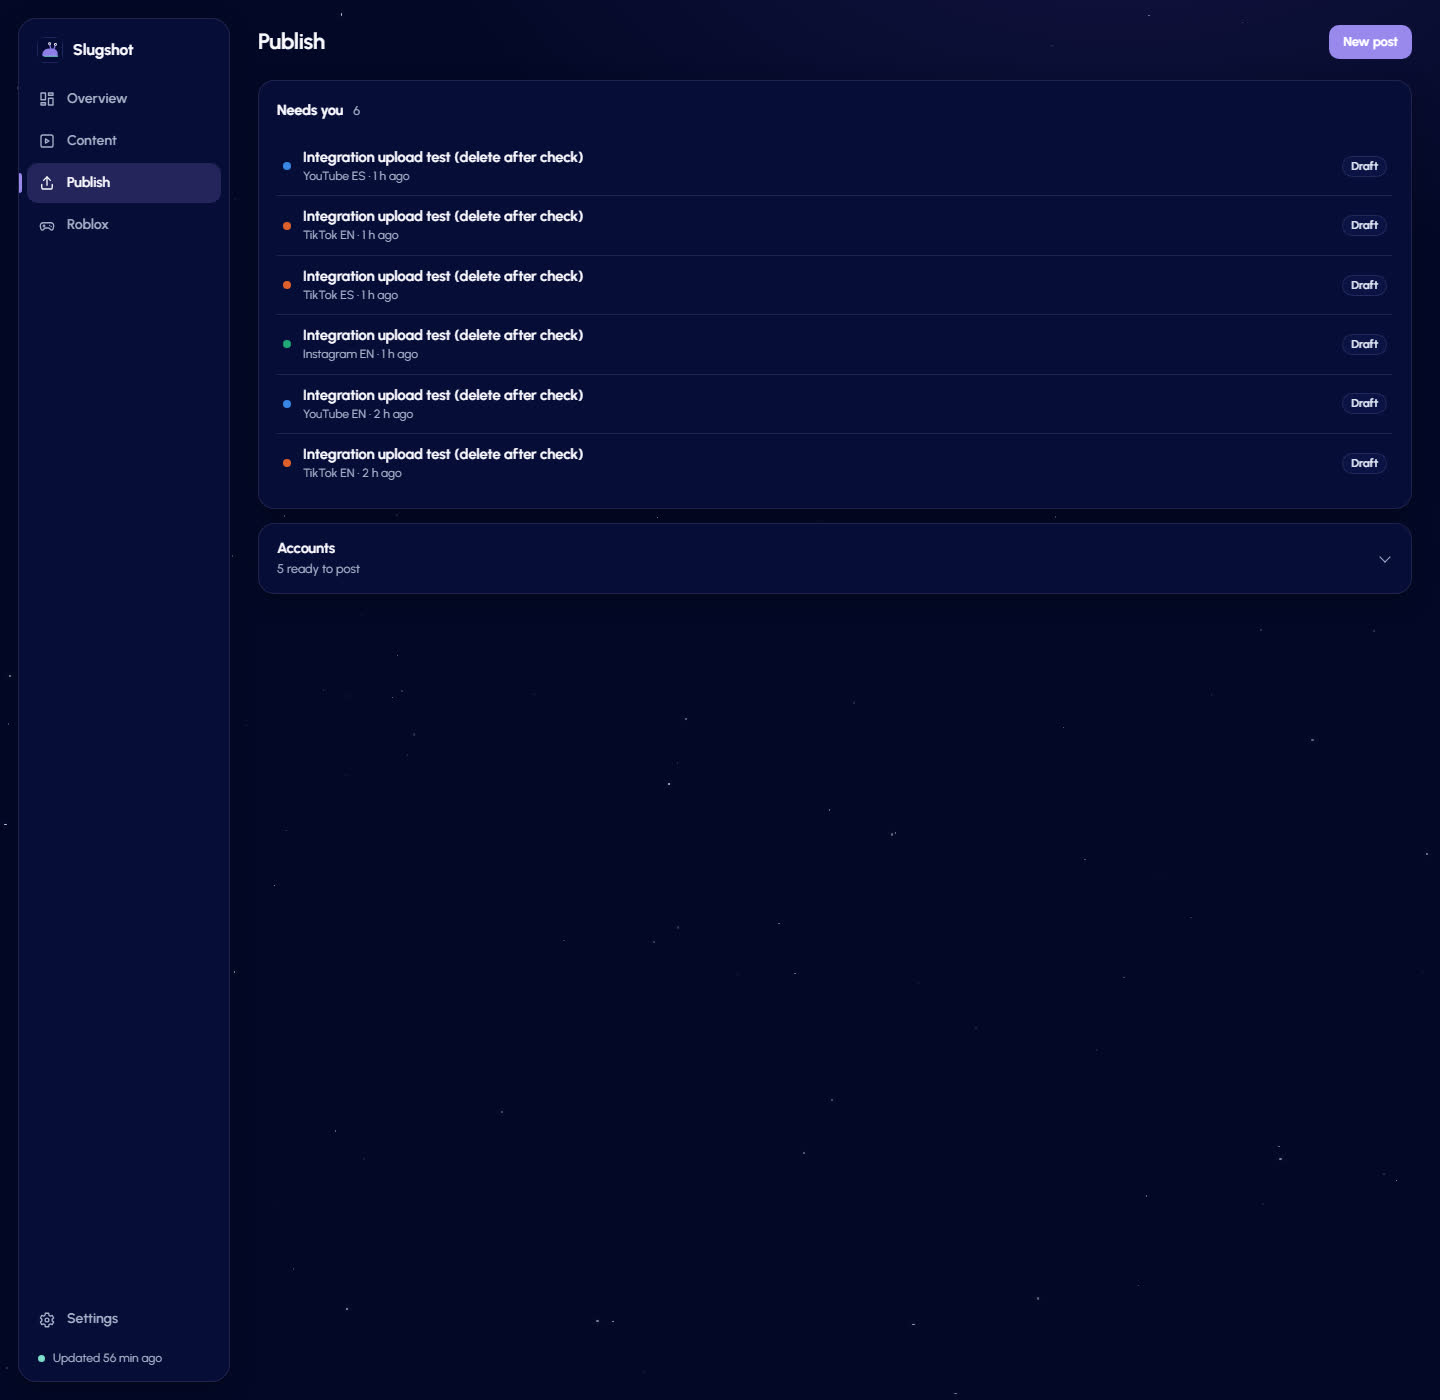 Slugshot
Overview
Content
Publish
Roblox
Settings
Updated 56 min ago
Publish
New post
Needs you 6
Integration upload test (delete after check)
YouTube ES · 1 h ago
Draft
Integration upload test (delete after check)
TikTok EN · 1 h ago
Draft
Integration upload test (delete after check)
TikTok ES · 1 h ago
Draft
Integration upload test (delete after check)
Instagram EN · 1 h ago
Draft
Integration upload test (delete after check)
YouTube EN · 2 h ago
Draft
Integration upload test (delete after check)
TikTok EN · 2 h ago
Draft
Accounts
5 ready to post